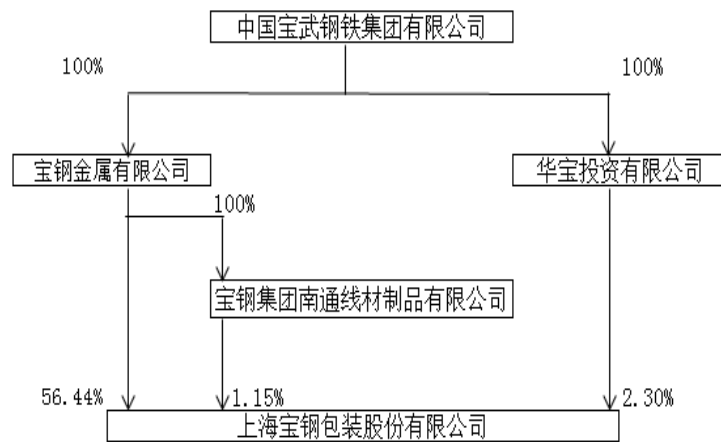 中国宝武钢铁集团有限公司
100%
100%
宝钢金属有限公司
华宝投资有限公司
100%
宝钢集团南通线材制品有限公司
56.44%
1.15%
2.30%
上海宝钢包装股份有限公司